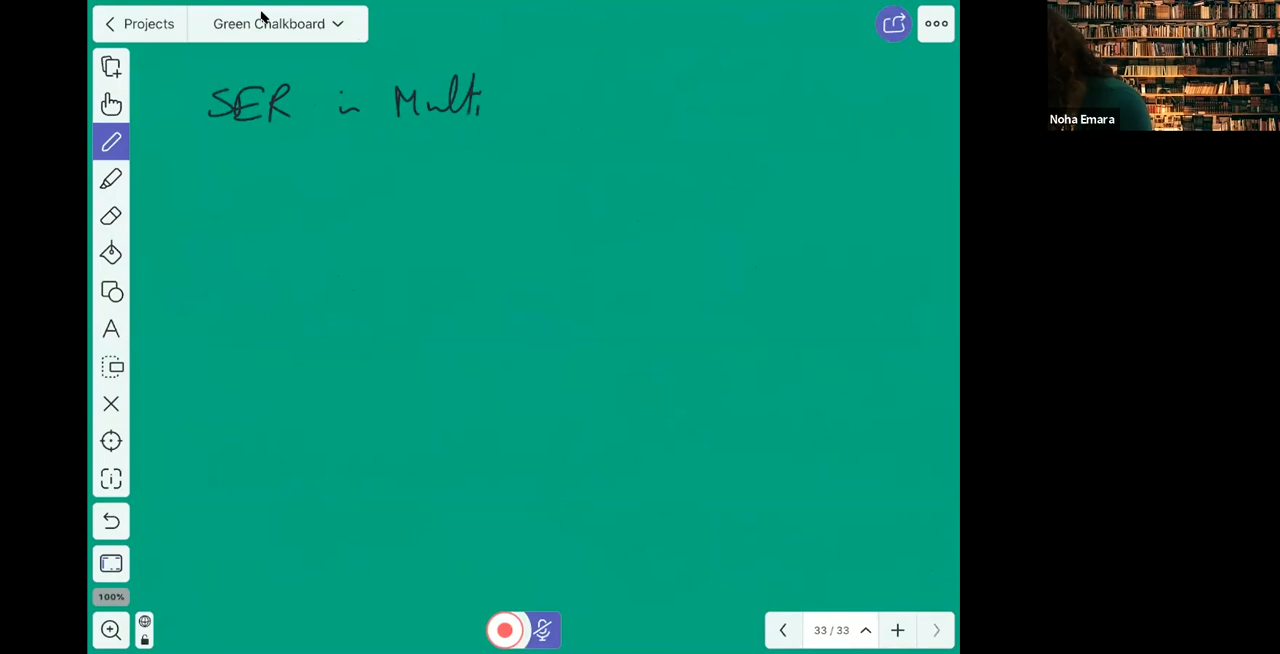 Projects
Green Chalkboard
SER in Multi
Noha Emara
100%
33 / 33